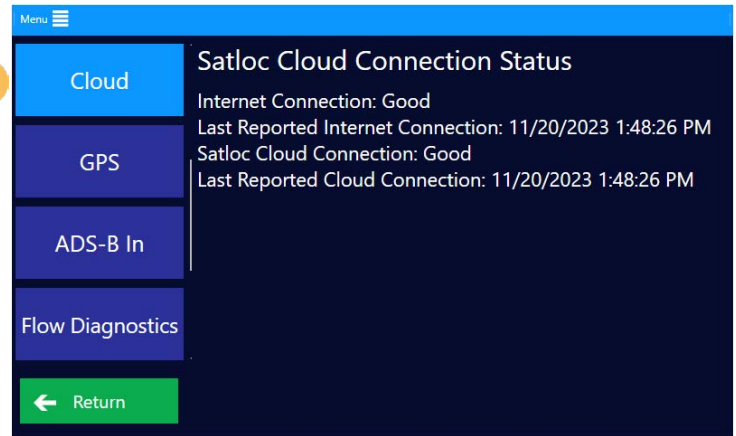 Menu
Cloud
GPS
ADS-B In
Flow Diagnostics
Return
Satloc Cloud Connection Status
Internet Connection: Good
Last Reported Internet Connection: 11/20/2023 1:48:26 PM
Satloc Cloud Connection: Good
Last Reported Cloud Connection: 11/20/2023 1:48:26 PM